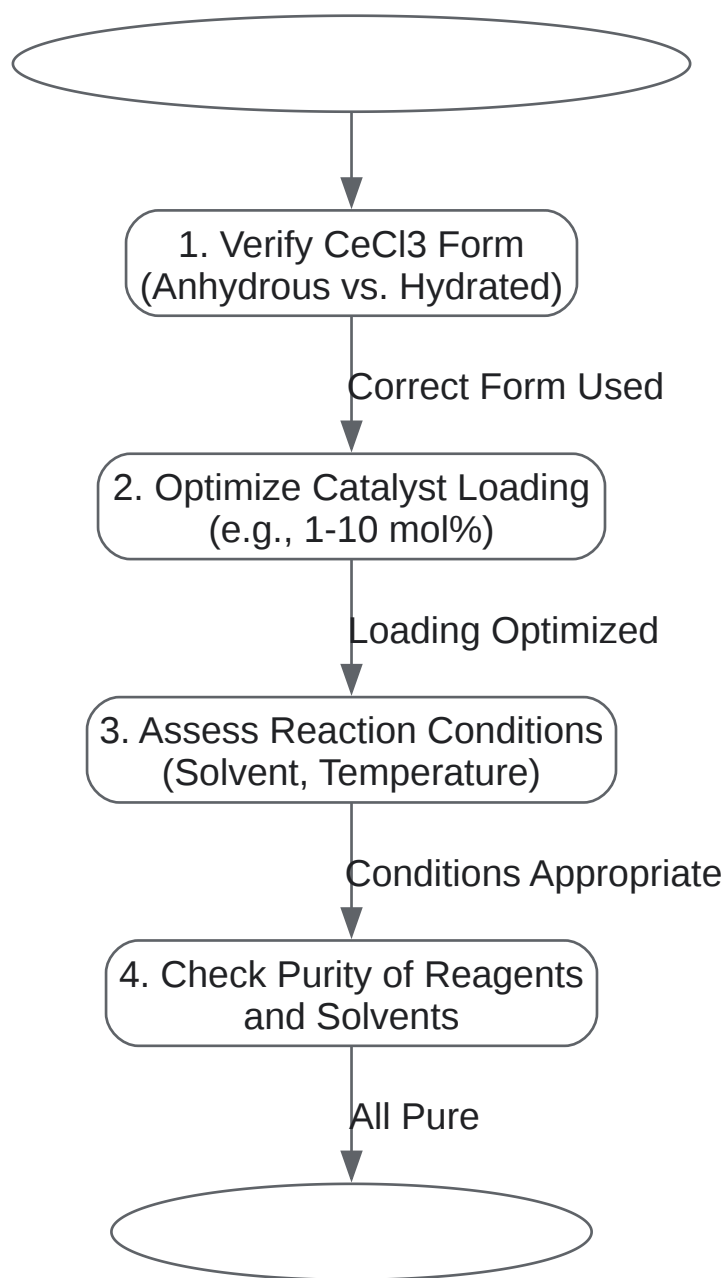 1. Verify CeCl3 Form
(Anhydrous vs. Hydrated)
Correct Form Used
2. Optimize Catalyst Loading
(e.g., 1-10 mol%)
Loading Optimized
3. Assess Reaction Conditions
(Solvent, Temperature)
Conditions Appropriate
4. Check Purity of Reagents
and Solvents
All Pure